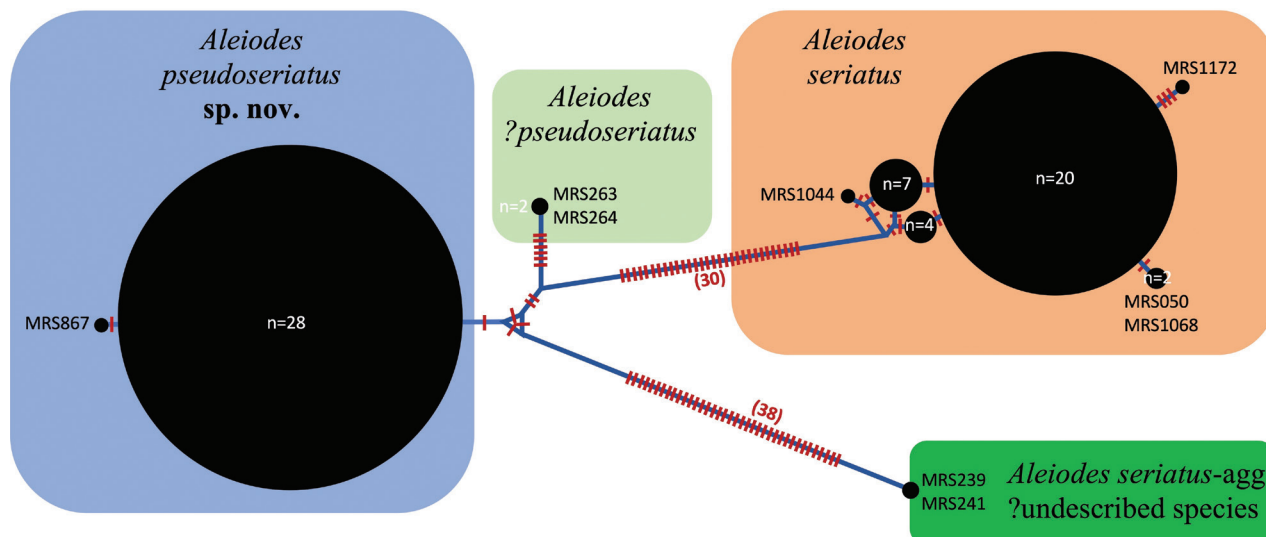 Aleiodes
pseudoseriatus
sp. nov.
MRS867
n=28
Aleiodes
?pseudoseriatus
n=2
MRS263
MRS264
(30)
(38)
Aleiodes
seriatus
MRS1172
MRS1044
n=7
n=4
n=20
n=2
MRS050
MRS1068
MRS239
MRS241
Aleiodes seriatus-agg
?undescribed species